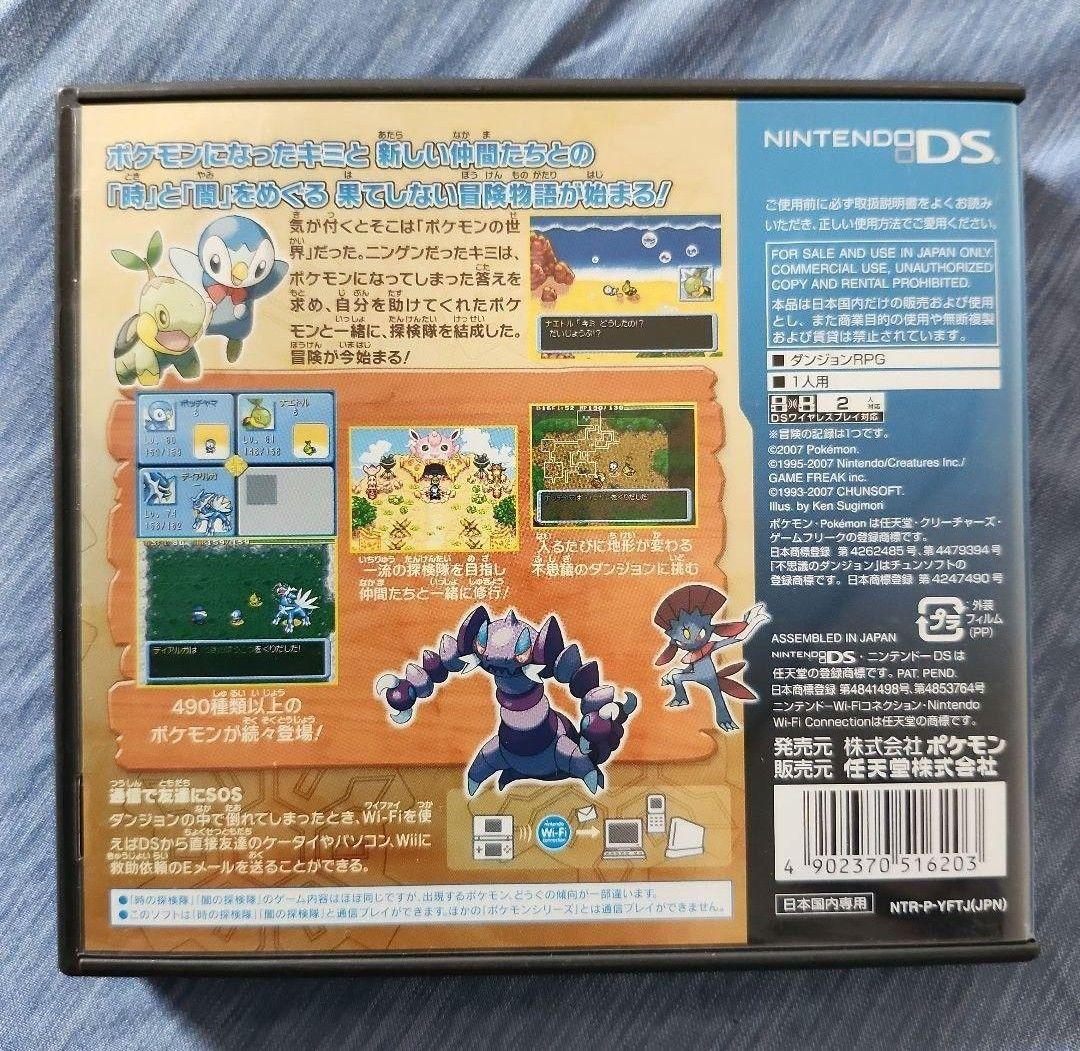 ポケモンになったキミと 新しい仲間たちとの
「時」と「闇」をめぐる 果てしない冒険物語が始まる!
気が付くとそこは「ポケモンの世
界」だった。ニンゲンだったキミは、
ポケモンになってしまった答えを
求め、自分を助けてくれたポケ
モンと一緒に、探検隊を結成した。
冒険が今始まる!
ナエトル「キミ どうしたの!?
だいじょうぶ!?
ポッチャマ
ナエトル
ディアルガ
一流の探検隊を目指し
仲間たちと一緒に修行!
入るたびに地形が変わる
不思議のダンジョンに挑む
490種類以上の
ポケモンが続々登場!
通信で友達にSOS
ダンジョンの中で倒れてしまったとき、Wi-Fiを使
えばDSから直接友達のケータイやパソコン、Wiiに
救助依頼のEメールを送ることができる。
nintendo
Wi-Fi
connection
●「時の探検隊」「闇の探検隊」のゲーム内容はほぼ同じですが、出現するポケモン、どうぐの傾向が一部違います。
●このソフトは「時の探検隊」「闇の探検隊」と通信プレイができます。ほかの「ポケモンシリーズ」とは通信プレイができません。
NINTENDO DS
ご使用前に必ず取扱説明書をよくお読み
いただき、正しい使用方法でご愛用ください。
FOR SALE AND USE IN JAPAN ONLY.
COMMERCIAL USE, UNAUTHORIZED
COPY AND RENTAL PROHIBITED.
本品は日本国内だけの販売および使用
とし、また商業目的の使用や無断複製
および賃貸は禁止されています。
■ ダンジョンRPG
■ 1人用
2 人対応
DSワイヤレスプレイ対応
※冒険の記録は1つです。
©2007 Pokémon.
©1995-2007 Nintendo/Creatures Inc./
GAME FREAK inc.
©1993-2007 CHUNSOFT.
Illus. by Ken Sugimori
ポケモン・Pokémon は任天堂・クリーチャーズ・
ゲームフリークの登録商標です。
日本商標登録 第4262485号、第4479394号
「不思議のダンジョン」はチュンソフトの
登録商標です。日本商標登録 第4247490号
プラ
外装
フィルム
(PP)
ASSEMBLED IN JAPAN
NINTENDO DS・ニンテンドーDSは
任天堂の登録商標です。PAT. PEND.
日本商標登録 第4841498号、第4853764号
ニンテンドーWi-Fiコネクション・Nintendo
Wi-Fi Connectionは任天堂の商標です。
発売元 株式会社ポケモン
販売元 任天堂株式会社
4 902370 516203
日本国内専用
NTR-P-YFTJ(JPN)